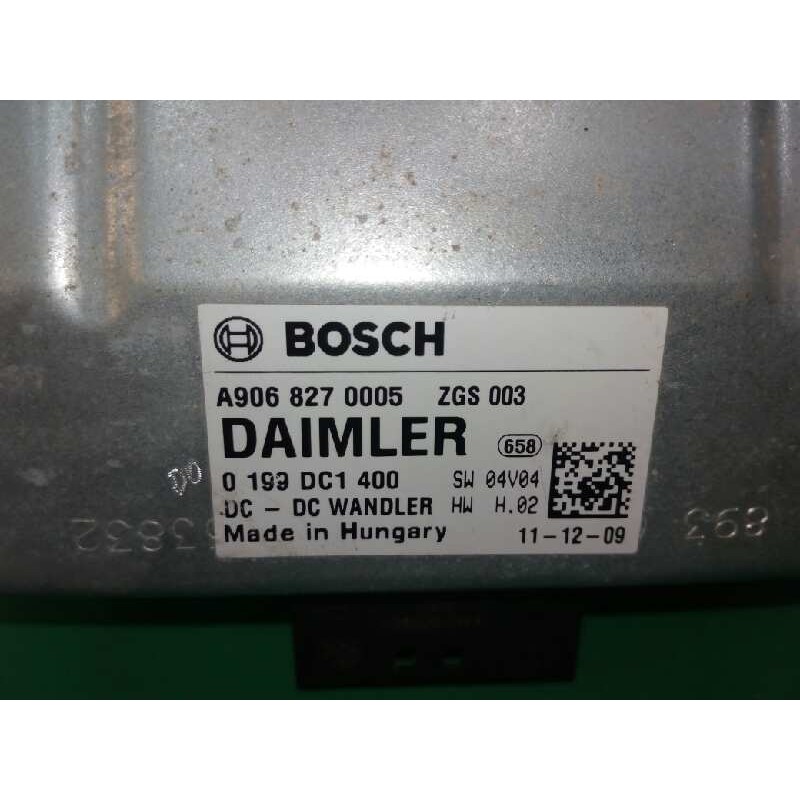 BOSCH
A906 827 0005 ZGS 003
DAIMLER 658
0 199 DC1 400 SW 04V04
DC - DC WANDLER HW H.02
Made in Hungary 11-12-09
893